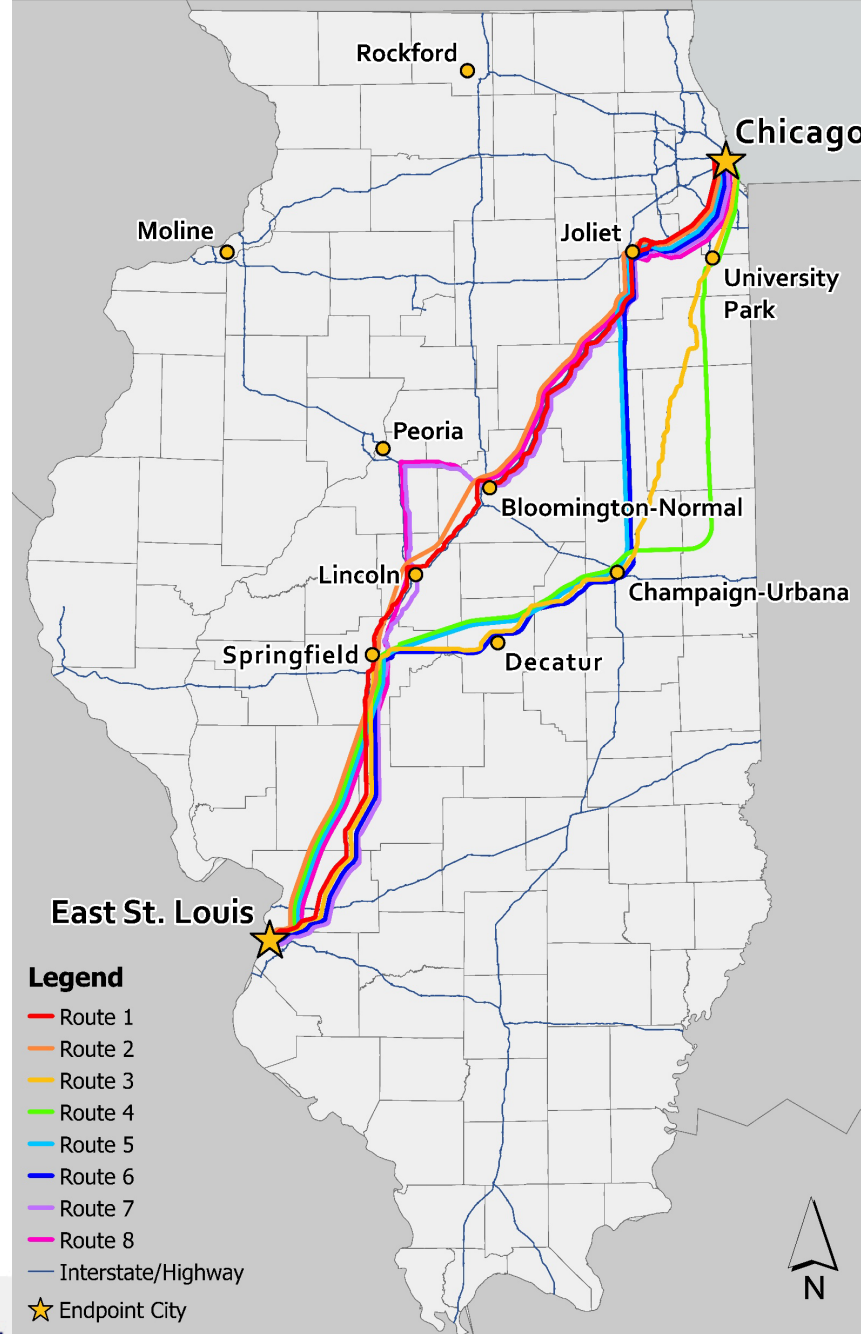 Rockford
Chicago
Moline
Joliet
University
Park
Peoria
Bloomington-Normal
Lincoln
Champaign-Urbana
Springfield
Decatur
East St. Louis
Legend
Route 1
Route 2
Route 3
Route 4
Route 5
Route 6
Route 7
Route 8
Interstate/Highway
Endpoint City
N